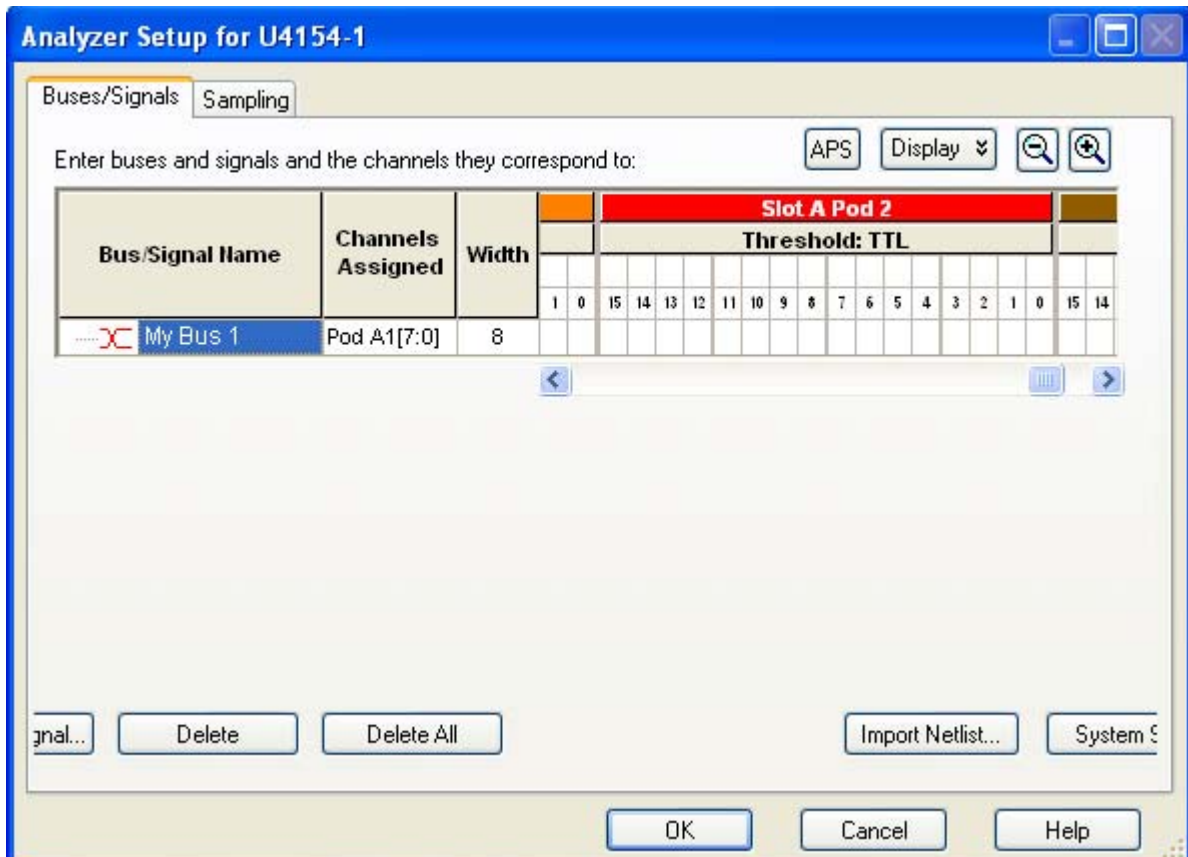 Analyzer Setup for U4154-1
Buses/Signals Sampling
Enter buses and signals and the channels they correspond to: APS Display
Slot A Pod 2
Bus/Signal Name Channels Assigned Width Threshold: TTL
1 0 15 14 13 12 11 10 9 8 7 6 5 4 3 2 1 0 15 14
My Bus 1 Pod A1[7:0] 8
gnal... Delete Delete All Import Netlist... System S
OK Cancel Help